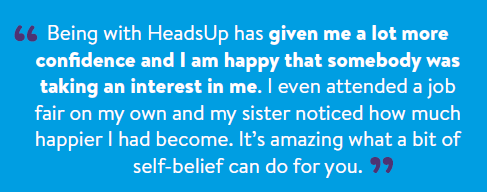 “ Being with HeadsUp has given me a lot more
confidence and I am happy that somebody was
taking an interest in me. I even attended a job
fair on my own and my sister noticed how much
happier I had become. It’s amazing what a bit of
self-belief can do for you. ”